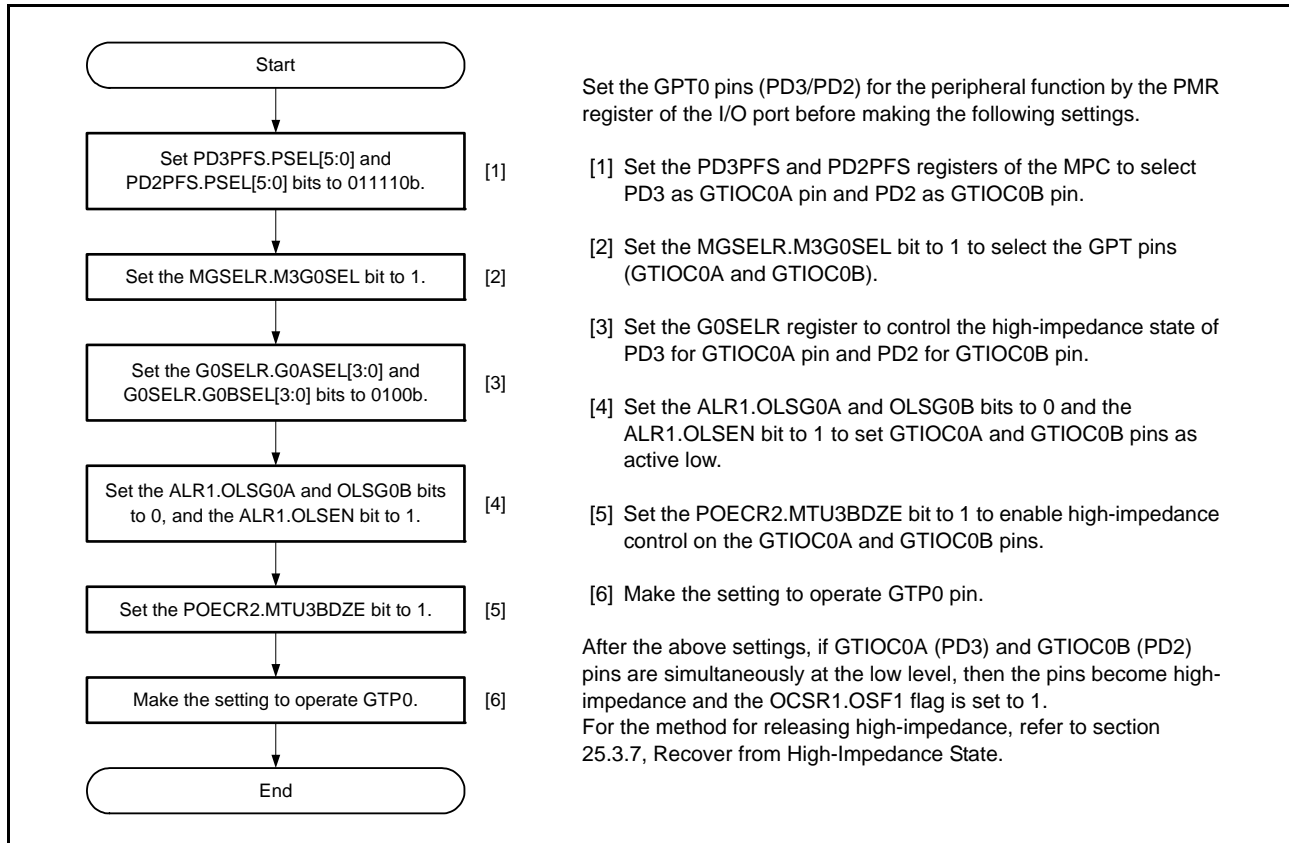 Start
Set PD3PFS.PSEL[5:0] and
PD2PFS.PSEL[5:0] bits to 011110b.
[1]
Set the MGSELR.M3G0SEL bit to 1.
[2]
Set the G0SELR.G0ASEL[3:0] and
G0SELR.G0BSEL[3:0] bits to 0100b.
[3]
Set the ALR1.OLSG0A and OLSG0B bits
to 0, and the ALR1.OLSEN bit to 1.
[4]
Set the POECR2.MTU3BDZE bit to 1.
[5]
Make the setting to operate GTP0.
[6]
End
Set the GPT0 pins (PD3/PD2) for the peripheral function by the PMR
register of the I/O port before making the following settings.
[1] Set the PD3PFS and PD2PFS registers of the MPC to select
PD3 as GTIOC0A pin and PD2 as GTIOC0B pin.
[2] Set the MGSELR.M3G0SEL bit to 1 to select the GPT pins
(GTIOC0A and GTIOC0B).
[3] Set the G0SELR register to control the high-impedance state of
PD3 for GTIOC0A pin and PD2 for GTIOC0B pin.
[4] Set the ALR1.OLSG0A and OLSG0B bits to 0 and the
ALR1.OLSEN bit to 1 to set GTIOC0A and GTIOC0B pins as
active low.
[5] Set the POECR2.MTU3BDZE bit to 1 to enable high-impedance
control on the GTIOC0A and GTIOC0B pins.
[6] Make the setting to operate GTP0 pin.
After the above settings, if GTIOC0A (PD3) and GTIOC0B (PD2)
pins are simultaneously at the low level, then the pins become high-
impedance and the OCSR1.OSF1 flag is set to 1.
For the method for releasing high-impedance, refer to section
25.3.7, Recover from High-Impedance State.